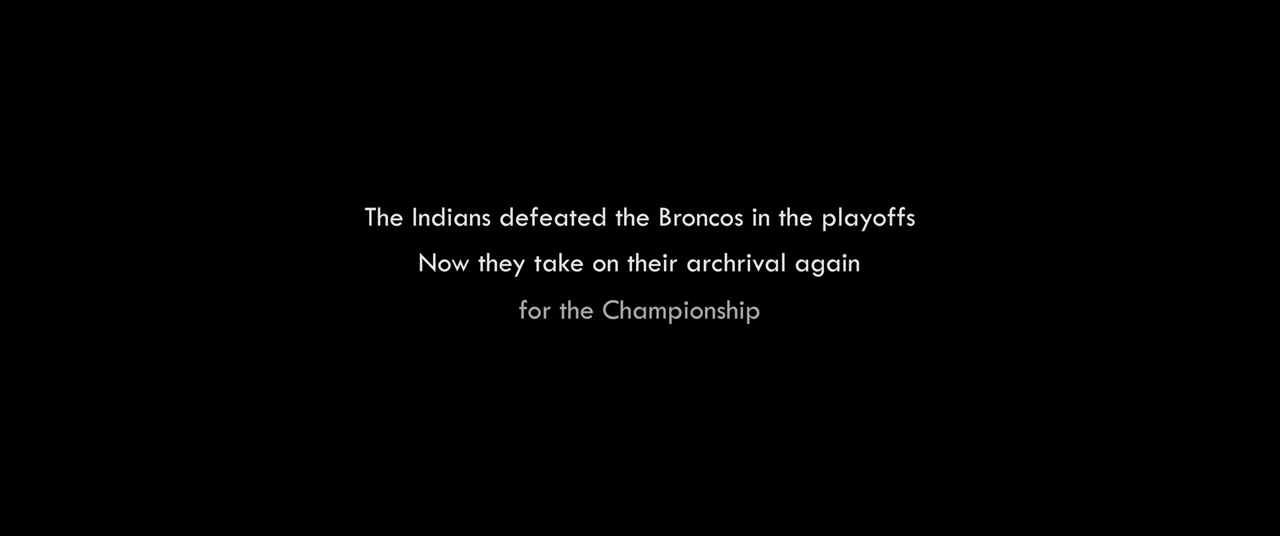 The Indians defeated the Broncos in the playoffs
Now they take on their archrival again
for the Championship